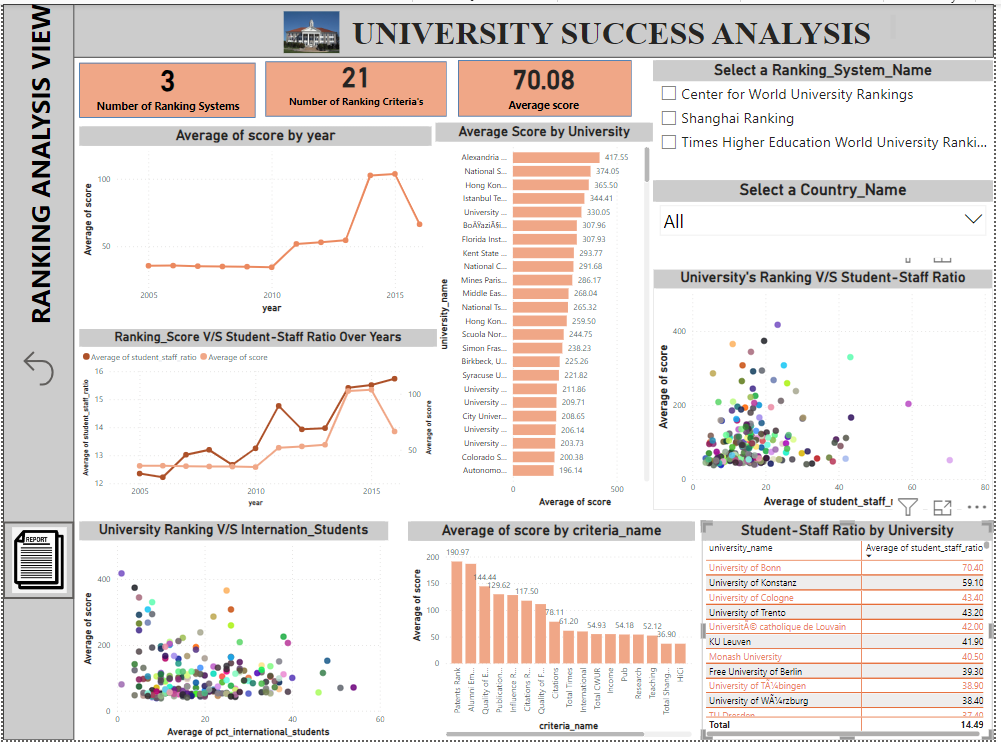 RANKING ANALYSIS VIEW
UNIVERSITY SUCCESS ANALYSIS
3
Number of Ranking Systems
21
Number of Ranking Criteria's
70.08
Average score
Select a Ranking_System_Name
Center for World University Rankings
Shanghai Ranking
Times Higher Education World University Ranki...
Select a Country_Name
All
Average of score by year
Average of score
100
50
2005
2010
2015
year
Average Score by University
university_name
Alexandria ... 417.55
National S... 374.05
Hong Kon... 365.50
Istanbul Te... 344.41
University ... 330.05
BoÄŸaziÃ§i... 307.96
Florida Inst... 307.93
Kent State ... 293.77
National C... 291.68
Mines Paris... 286.17
Middle Eas... 268.04
National Ts... 265.32
Hong Kon... 259.50
Scuola Nor... 244.75
Simon Fras... 238.23
Birkbeck, U... 225.26
Syracuse U... 221.82
University ... 211.86
University ... 209.71
City Univer... 208.65
University ... 206.14
University ... 203.73
Colorado S... 200.38
Autonomo... 196.14
0 500
Average of score
University's Ranking V/S Student-Staff Ratio
Average of score
400
200
0
0 20 40 60 80
Average of student_staff_r
Ranking_Score V/S Student-Staff Ratio Over Years
Average of student_staff_ratio Average of score
Average of student_staff_ratio
16
15
14
13
12
100
50
Average of score
2005 2010 2015
year
REPORT
University Ranking V/S Internation_Students
Average of score
400
200
0
0 20 40 60
Average of pct_international_students
Average of score by criteria_name
Average of score
200
150
100
50
0
190.97
144.44
129.62
117.50
78.11
61.20
54.93
54.18
52.12
36.90
Patents Rank
Alumni Em...
Quality of E...
Publication...
Influence R...
Citations R...
Quality of F...
Citations
Total Times
International
Total CWUR
Income
Pub
Research
Teaching
Total Shang...
HiCi
criteria_name
Student-Staff Ratio by University
university_name Average of student_staff_ratio
University of Bonn 70.40
University of Konstanz 59.10
University of Cologne 43.40
University of Trento 43.20
UniversitÃ© catholique de Louvain 42.00
KU Leuven 41.90
Monash University 40.50
Free University of Berlin 39.30
University of TÃ¼bingen 38.90
University of WÃ¼rzburg 38.40
TU Dresden 37.40
Total 14.49